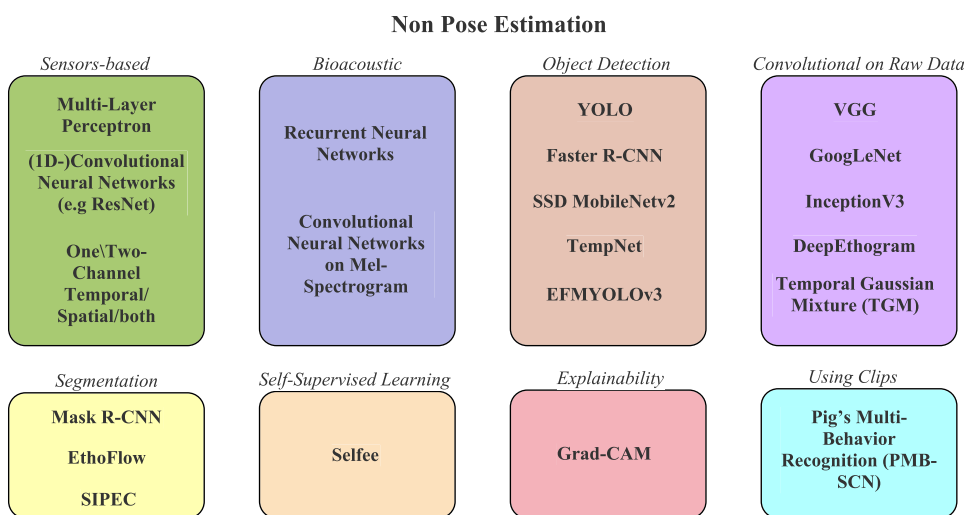 Non Pose Estimation
Sensors-based
Multi-Layer
Perceptron
(1D-)Convolutional
Neural Networks
(e.g ResNet)
One\Two-
Channel
Temporal/
Spatial/both
Bioacoustic
Recurrent Neural
Networks
Convolutional
Neural Networks
on Mel-
Spectrogram
Object Detection
YOLO
Faster R-CNN
SSD MobileNetv2
TempNet
EFMYOLOv3
Convolutional on Raw Data
VGG
GoogLeNet
InceptionV3
DeepEthogram
Temporal Gaussian
Mixture (TGM)
Segmentation
Mask R-CNN
EthoFlow
SIPEC
Self-Supervised Learning
Selfee
Explainability
Grad-CAM
Using Clips
Pig's Multi-
Behavior
Recognition (PMB-
SCN)